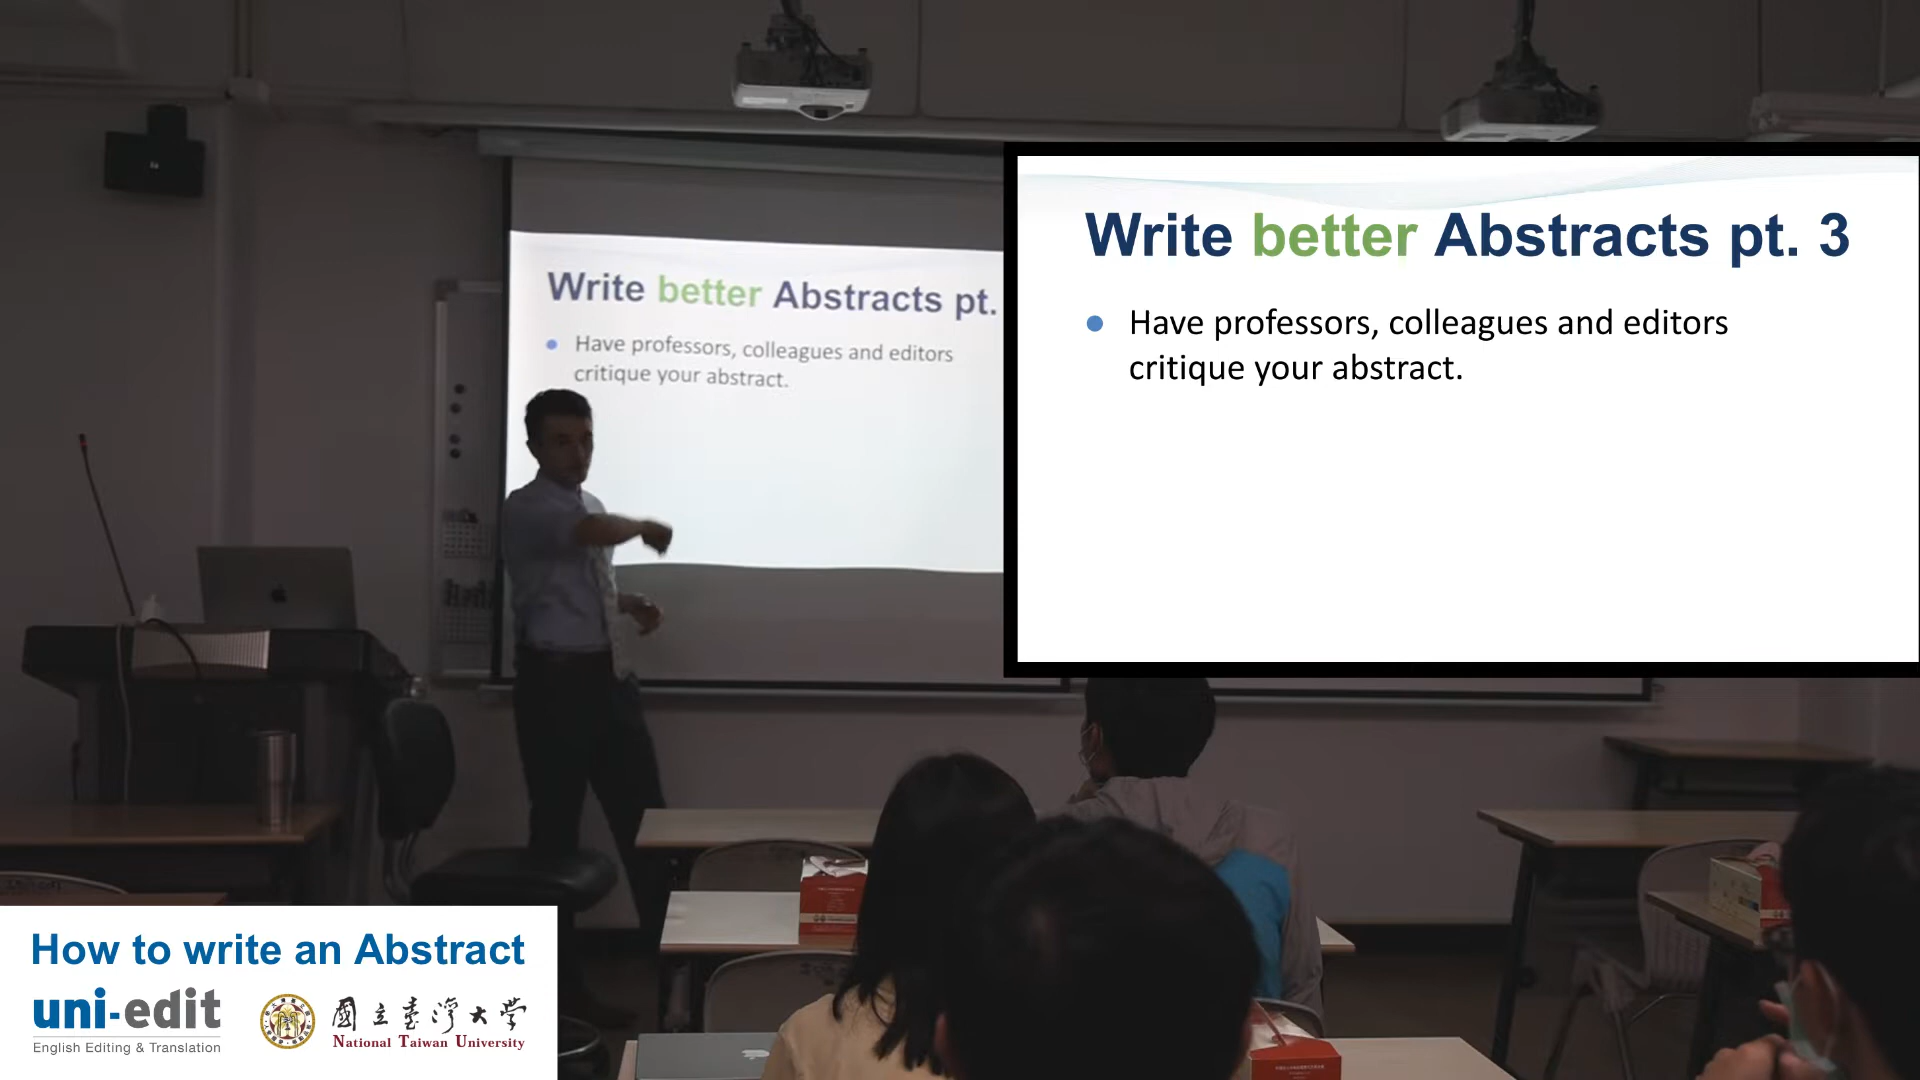 Write better Abstracts pt.
Have professors, colleagues and editors
critique your abstract.
Write better Abstracts pt. 3
Have professors, colleagues and editors
critique your abstract.
How to write an Abstract
uni-edit
English Editing & Translation
國立臺灣大學
National Taiwan University